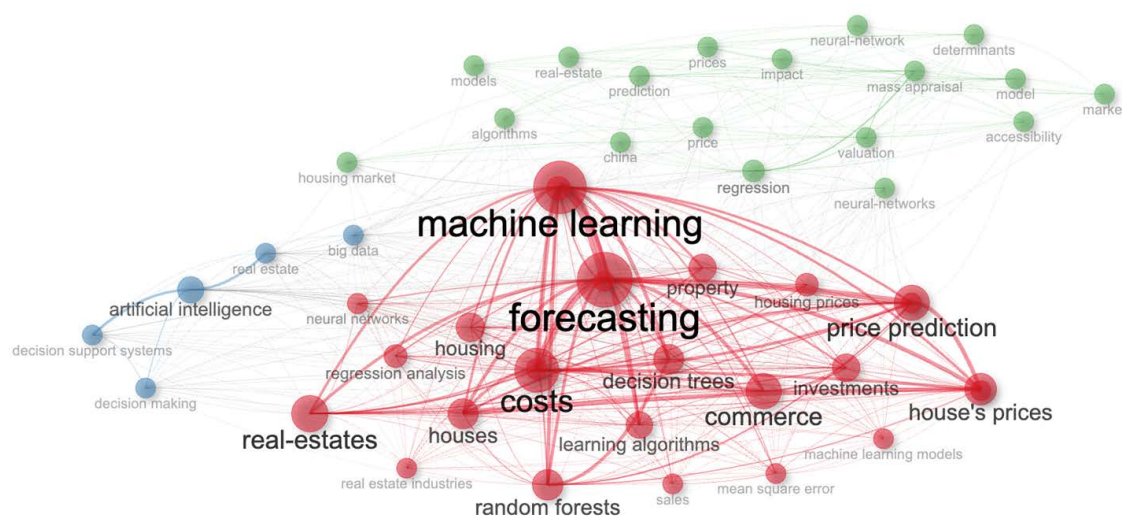 neural-network
determinants
prices
real-estate
impact
models
mass appraisal
prediction
model
marke
algorithms
price
accessibility
china
valuation
housing market
regression
neural-networks
machine learning
big data
real estate
property
housing prices
artificial intelligence
neural networks
forecasting
price prediction
decision support systems
housing
regression analysis
decision trees
investments
decision making
costs
commerce
house's prices
real-estates
houses
learning algorithms
machine learning models
real estate industries
mean square error
sales
random forests